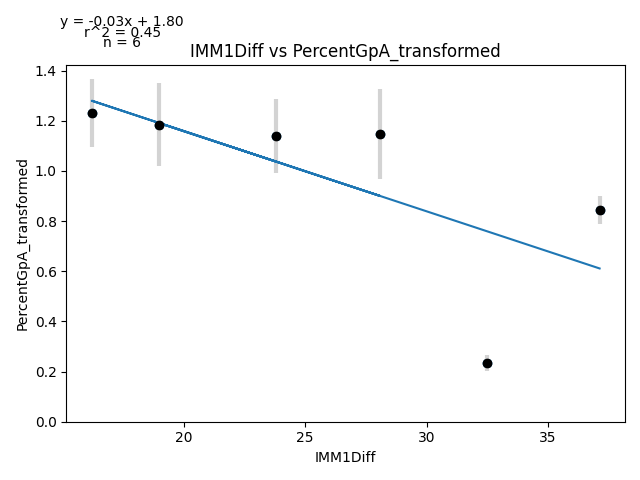 y = -0.03x + 1.80
r^2 = 0.45
n = 6
IMM1Diff vs PercentGpA_transformed
1.4
1.2
1.0
0.8
0.6
0.4
0.2
0.0
PercentGpA_transformed
20 25 30 35
IMM1Diff